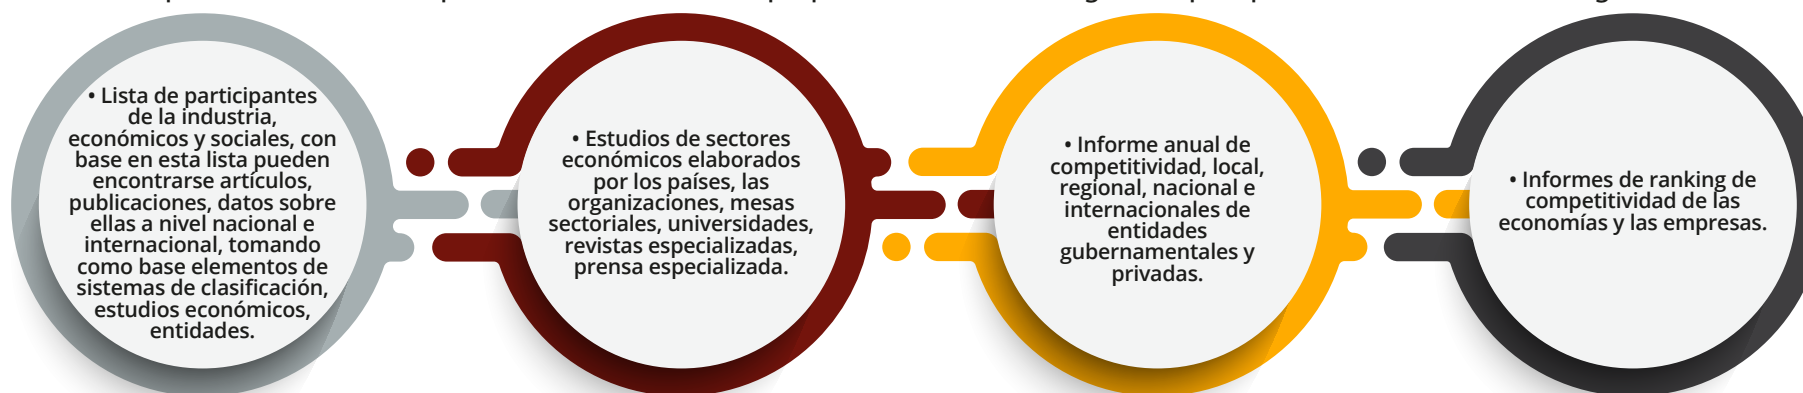 • Lista de participantes
de la industria,
económicos y sociales, con
base en esta lista pueden
encontrarse artículos,
publicaciones, datos sobre
ellas a nivel nacional e
internacional, tomando
como base elementos de
sistemas de clasificación,
estudios económicos,
entidades.
• Estudios de sectores
económicos elaborados
por los países, las
organizaciones, mesas
sectoriales, universidades,
revistas especializadas,
prensa especializada.
• Informe anual de
competitividad, local,
regional, nacional e
internacionales de
entidades
gubernamentales y
privadas.
• Informes de ranking de
competitividad de las
economías y las empresas.